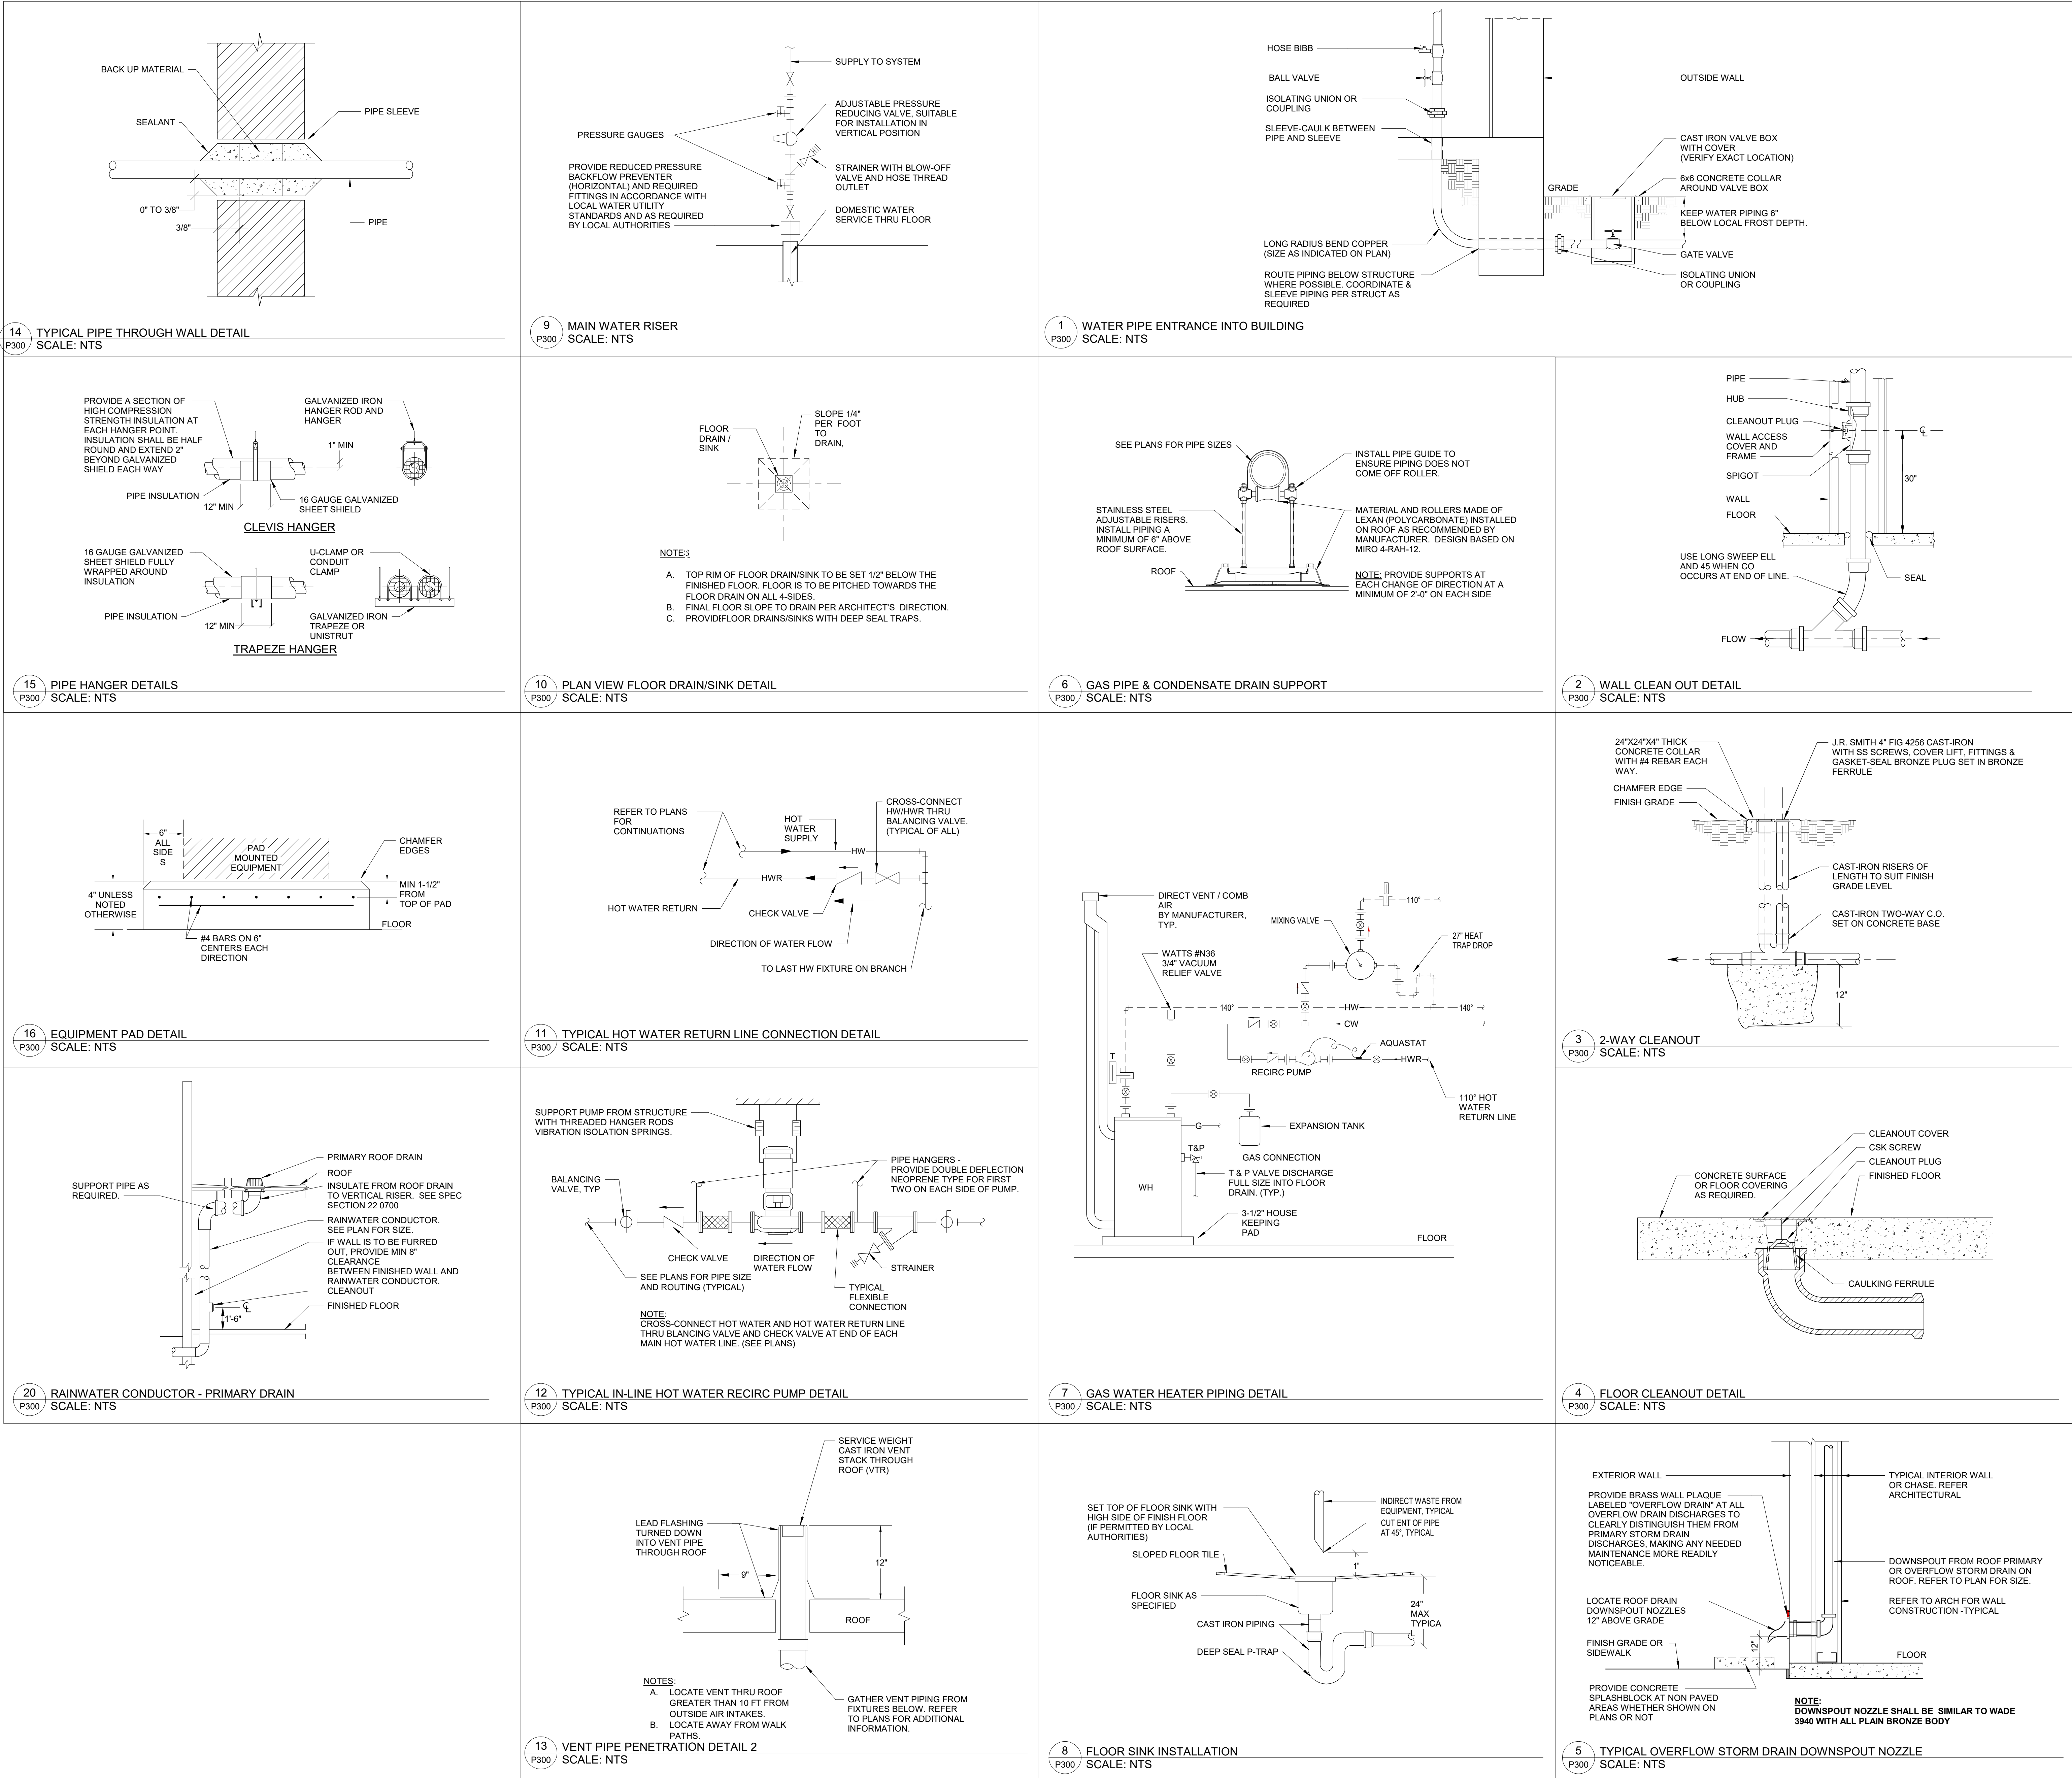 BACK UP MATERIAL
PIPE SLEEVE
SEALANT
0" TO 3/8"
3/8"
PIPE
14
P300
TYPICAL PIPE THROUGH WALL DETAIL
SCALE: NTS
SUPPLY TO SYSTEM
ADJUSTABLE PRESSURE
REDUCING VALVE, SUITABLE
FOR INSTALLATION IN
VERTICAL POSITION
PRESSURE GAUGES
PROVIDE REDUCED PRESSURE
BACKFLOW PREVENTER
(HORIZONTAL) AND REQUIRED
FITTINGS IN ACCORDANCE WITH
LOCAL WATER UTILITY
STANDARDS AND AS REQUIRED
BY LOCAL AUTHORITIES
STRAINER WITH BLOW-OFF
VALVE AND HOSE THREAD
OUTLET
DOMESTIC WATER
SERVICE THRU FLOOR
9
P300
MAIN WATER RISER
SCALE: NTS
HOSE BIBB
BALL VALVE
ISOLATING UNION OR
COUPLING
SLEEVE-CAULK BETWEEN
PIPE AND SLEEVE
LONG RADIUS BEND COPPER
(SIZE AS INDICATED ON PLAN)
ROUTE PIPING BELOW STRUCTURE
WHERE POSSIBLE. COORDINATE &
SLEEVE PIPING PER STRUCT AS
REQUIRED
OUTSIDE WALL
CAST IRON VALVE BOX
WITH COVER
(VERIFY EXACT LOCATION)
6x6 CONCRETE COLLAR
AROUND VALVE BOX
GRADE
KEEP WATER PIPING 6"
BELOW LOCAL FROST DEPTH.
GATE VALVE
ISOLATING UNION
OR COUPLING
1
P300
WATER PIPE ENTRANCE INTO BUILDING
SCALE: NTS
PROVIDE A SECTION OF
HIGH COMPRESSION
STRENGTH INSULATION AT
EACH HANGER POINT.
INSULATION SHALL BE HALF
ROUND AND EXTEND 2"
BEYOND GALVANIZED
SHIELD EACH WAY
GALVANIZED IRON
HANGER ROD AND
HANGER
1" MIN
PIPE INSULATION
12" MIN
16 GAUGE GALVANIZED
SHEET SHIELD
CLEVIS HANGER
16 GAUGE GALVANIZED
SHEET SHIELD FULLY
WRAPPED AROUND
INSULATION
U-CLAMP OR
CONDUIT
CLAMP
PIPE INSULATION
12" MIN
GALVANIZED IRON
TRAPEZE OR
UNISTRUT
TRAPEZE HANGER
15
P300
PIPE HANGER DETAILS
SCALE: NTS
FLOOR
DRAIN /
SINK
SLOPE 1/4"
PER FOOT
TO
DRAIN,
NOTE:
A. TOP RIM OF FLOOR DRAIN/SINK TO BE SET 1/2" BELOW THE
FINISHED FLOOR. FLOOR IS TO BE PITCHED TOWARDS THE
FLOOR DRAIN ON ALL 4-SIDES.
B. FINAL FLOOR SLOPE TO DRAIN PER ARCHITECT'S DIRECTION.
C. PROVIDE FLOOR DRAINS/SINKS WITH DEEP SEAL TRAPS.
10
P300
PLAN VIEW FLOOR DRAIN/SINK DETAIL
SCALE: NTS
SEE PLANS FOR PIPE SIZES
INSTALL PIPE GUIDE TO
ENSURE PIPING DOES NOT
COME OFF ROLLER.
STAINLESS STEEL
ADJUSTABLE RISERS.
INSTALL PIPING A
MINIMUM OF 6" ABOVE
ROOF SURFACE.
MATERIAL AND ROLLERS MADE OF
LEXAN (POLYCARBONATE) INSTALLED
ON ROOF AS RECOMMENDED BY
MANUFACTURER. DESIGN BASED ON
MIRO 4-RAH-12.
ROOF
NOTE: PROVIDE SUPPORTS AT
EACH CHANGE OF DIRECTION AT A
MINIMUM OF 2'-0" ON EACH SIDE
6
P300
GAS PIPE & CONDENSATE DRAIN SUPPORT
SCALE: NTS
PIPE
HUB
CLEANOUT PLUG
WALL ACCESS
COVER AND
FRAME
SPIGOT
WALL
FLOOR
30"
USE LONG SWEEP ELL
AND 45 WHEN CO
OCCURS AT END OF LINE.
SEAL
FLOW
2
P300
WALL CLEAN OUT DETAIL
SCALE: NTS
6"
ALL
SIDE
S
PAD
MOUNTED
EQUIPMENT
CHAMFER
EDGES
4" UNLESS
NOTED
OTHERWISE
MIN 1-1/2"
FROM
TOP OF PAD
FLOOR
#4 BARS ON 6"
CENTERS EACH
DIRECTION
16
P300
EQUIPMENT PAD DETAIL
SCALE: NTS
REFER TO PLANS
FOR
CONTINUATIONS
HOT
WATER
SUPPLY
CROSS-CONNECT
HW/HWR THRU
BALANCING VALVE.
(TYPICAL OF ALL)
HW
HWR
HOT WATER RETURN
CHECK VALVE
DIRECTION OF WATER FLOW
TO LAST HW FIXTURE ON BRANCH
11
P300
TYPICAL HOT WATER RETURN LINE CONNECTION DETAIL
SCALE: NTS
DIRECT VENT / COMB
AIR
BY MANUFACTURER,
TYP.
MIXING VALVE
110°
27" HEAT
TRAP DROP
WATTS #N36
3/4" VACUUM
RELIEF VALVE
140°
HW
140°
CW
AQUASTAT
HWR
RECIRC PUMP
T
110° HOT
WATER
RETURN LINE
G
EXPANSION TANK
T&P
GAS CONNECTION
T & P VALVE DISCHARGE
FULL SIZE INTO FLOOR
DRAIN. (TYP.)
WH
3-1/2" HOUSE
KEEPING
PAD
FLOOR
7
P300
GAS WATER HEATER PIPING DETAIL
SCALE: NTS
24"X24"X4" THICK
CONCRETE COLLAR
WITH #4 REBAR EACH
WAY.
CHAMFER EDGE
FINISH GRADE
J.R. SMITH 4" FIG 4256 CAST-IRON
WITH SS SCREWS, COVER LIFT, FITTINGS &
GASKET-SEAL BRONZE PLUG SET IN BRONZE
FERRULE
CAST-IRON RISERS OF
LENGTH TO SUIT FINISH
GRADE LEVEL
CAST-IRON TWO-WAY C.O.
SET ON CONCRETE BASE
12"
3
P300
2-WAY CLEANOUT
SCALE: NTS
SUPPORT PIPE AS
REQUIRED.
PRIMARY ROOF DRAIN
ROOF
INSULATE FROM ROOF DRAIN
TO VERTICAL RISER. SEE SPEC
SECTION 22 0700
RAINWATER CONDUCTOR.
SEE PLAN FOR SIZE.
IF WALL IS TO BE FURRED
OUT, PROVIDE MIN 8"
CLEARANCE
BETWEEN FINISHED WALL AND
RAINWATER CONDUCTOR.
CLEANOUT
FINISHED FLOOR
1'-6"
20
P300
RAINWATER CONDUCTOR - PRIMARY DRAIN
SCALE: NTS
SUPPORT PUMP FROM STRUCTURE
WITH THREADED HANGER RODS
VIBRATION ISOLATION SPRINGS.
BALANCING
VALVE, TYP
PIPE HANGERS -
PROVIDE DOUBLE DEFLECTION
NEOPRENE TYPE FOR FIRST
TWO ON EACH SIDE OF PUMP.
CHECK VALVE
DIRECTION OF
WATER FLOW
STRAINER
SEE PLANS FOR PIPE SIZE
AND ROUTING (TYPICAL)
TYPICAL
FLEXIBLE
CONNECTION
NOTE:
CROSS-CONNECT HOT WATER AND HOT WATER RETURN LINE
THRU BLANCING VALVE AND CHECK VALVE AT END OF EACH
MAIN HOT WATER LINE. (SEE PLANS)
12
P300
TYPICAL IN-LINE HOT WATER RECIRC PUMP DETAIL
SCALE: NTS
CLEANOUT COVER
CSK SCREW
CLEANOUT PLUG
FINISHED FLOOR
CONCRETE SURFACE
OR FLOOR COVERING
AS REQUIRED.
CAULKING FERRULE
4
P300
FLOOR CLEANOUT DETAIL
SCALE: NTS
SERVICE WEIGHT
CAST IRON VENT
STACK THROUGH
ROOF (VTR)
LEAD FLASHING
TURNED DOWN
INTO VENT PIPE
THROUGH ROOF
12"
9"
ROOF
NOTES:
A. LOCATE VENT THRU ROOF
GREATER THAN 10 FT FROM
OUTSIDE AIR INTAKES.
B. LOCATE AWAY FROM WALK
PATHS.
GATHER VENT PIPING FROM
FIXTURES BELOW. REFER
TO PLANS FOR ADDITIONAL
INFORMATION.
13
P300
VENT PIPE PENETRATION DETAIL 2
SCALE: NTS
SET TOP OF FLOOR SINK WITH
HIGH SIDE OF FINISH FLOOR
(IF PERMITTED BY LOCAL
AUTHORITIES)
INDIRECT WASTE FROM
EQUIPMENT, TYPICAL
CUT END OF PIPE
AT 45°, TYPICAL
SLOPED FLOOR TILE
1"
FLOOR SINK AS
SPECIFIED
CAST IRON PIPING
DEEP SEAL P-TRAP
24"
MAX
TYPICA
L
8
P300
FLOOR SINK INSTALLATION
SCALE: NTS
EXTERIOR WALL
PROVIDE BRASS WALL PLAQUE
LABELED "OVERFLOW DRAIN" AT ALL
OVERFLOW DRAIN DISCHARGES TO
CLEARLY DISTINGUISH THEM FROM
PRIMARY STORM DRAIN
DISCHARGES, MAKING ANY NEEDED
MAINTENANCE MORE READILY
NOTICEABLE.
TYPICAL INTERIOR WALL
OR CHASE. REFER
ARCHITECTURAL
DOWNSPOUT FROM ROOF PRIMARY
OR OVERFLOW STORM DRAIN ON
ROOF. REFER TO PLAN FOR SIZE.
LOCATE ROOF DRAIN
DOWNSPOUT NOZZLES
12" ABOVE GRADE
REFER TO ARCH FOR WALL
CONSTRUCTION -TYPICAL
FINISH GRADE OR
SIDEWALK
12"
FLOOR
PROVIDE CONCRETE
SPLASHBLOCK AT NON PAVED
AREAS WHETHER SHOWN ON
PLANS OR NOT
NOTE:
DOWNSPOUT NOZZLE SHALL BE SIMILAR TO WADE
3940 WITH ALL PLAIN BRONZE BODY
5
P300
TYPICAL OVERFLOW STORM DRAIN DOWNSPOUT NOZZLE
SCALE: NTS